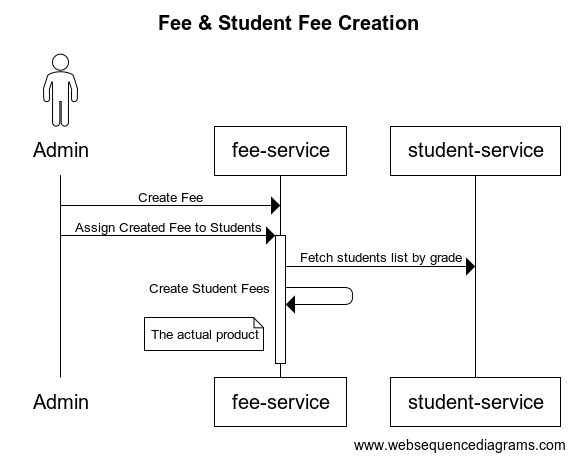 Fee & Student Fee Creation
Admin
fee-service
student-service
Create Fee
Assign Created Fee to Students
Fetch students list by grade
Create Student Fees
The actual product
Admin
fee-service
student-service
www.websequencediagrams.com